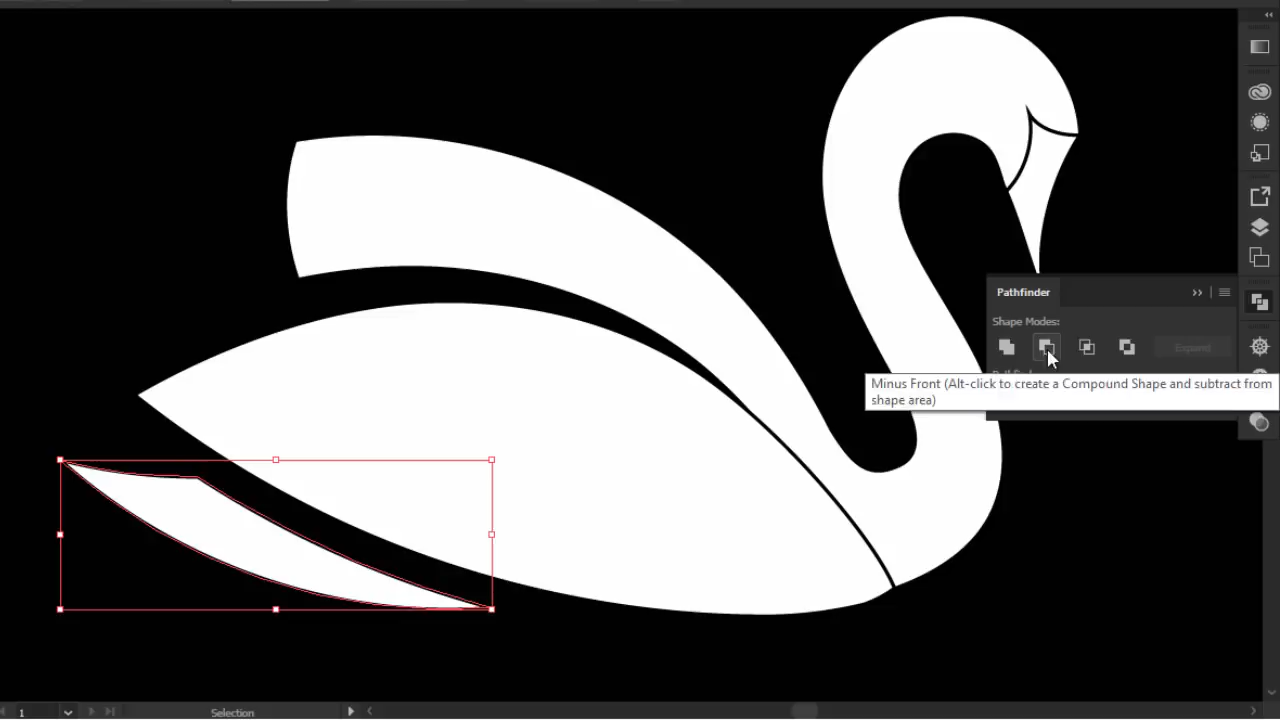 Pathfinder
Shape Modes:
Expand
Minus Front (Alt-click to create a Compound Shape and subtract from
shape area)
1
Selection